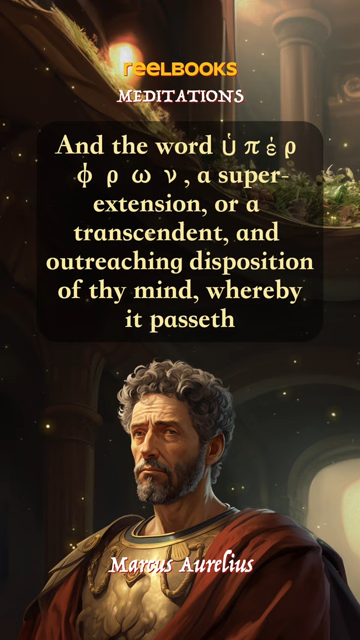 reelBOOKS
MEDITATIONS
And the word ὑ π έ ρ
φ ρ ω ν , a super-
extension, or a
transcendent, and
outreaching disposition
of thy mind, whereby
it passeth
Marcus Aurelius